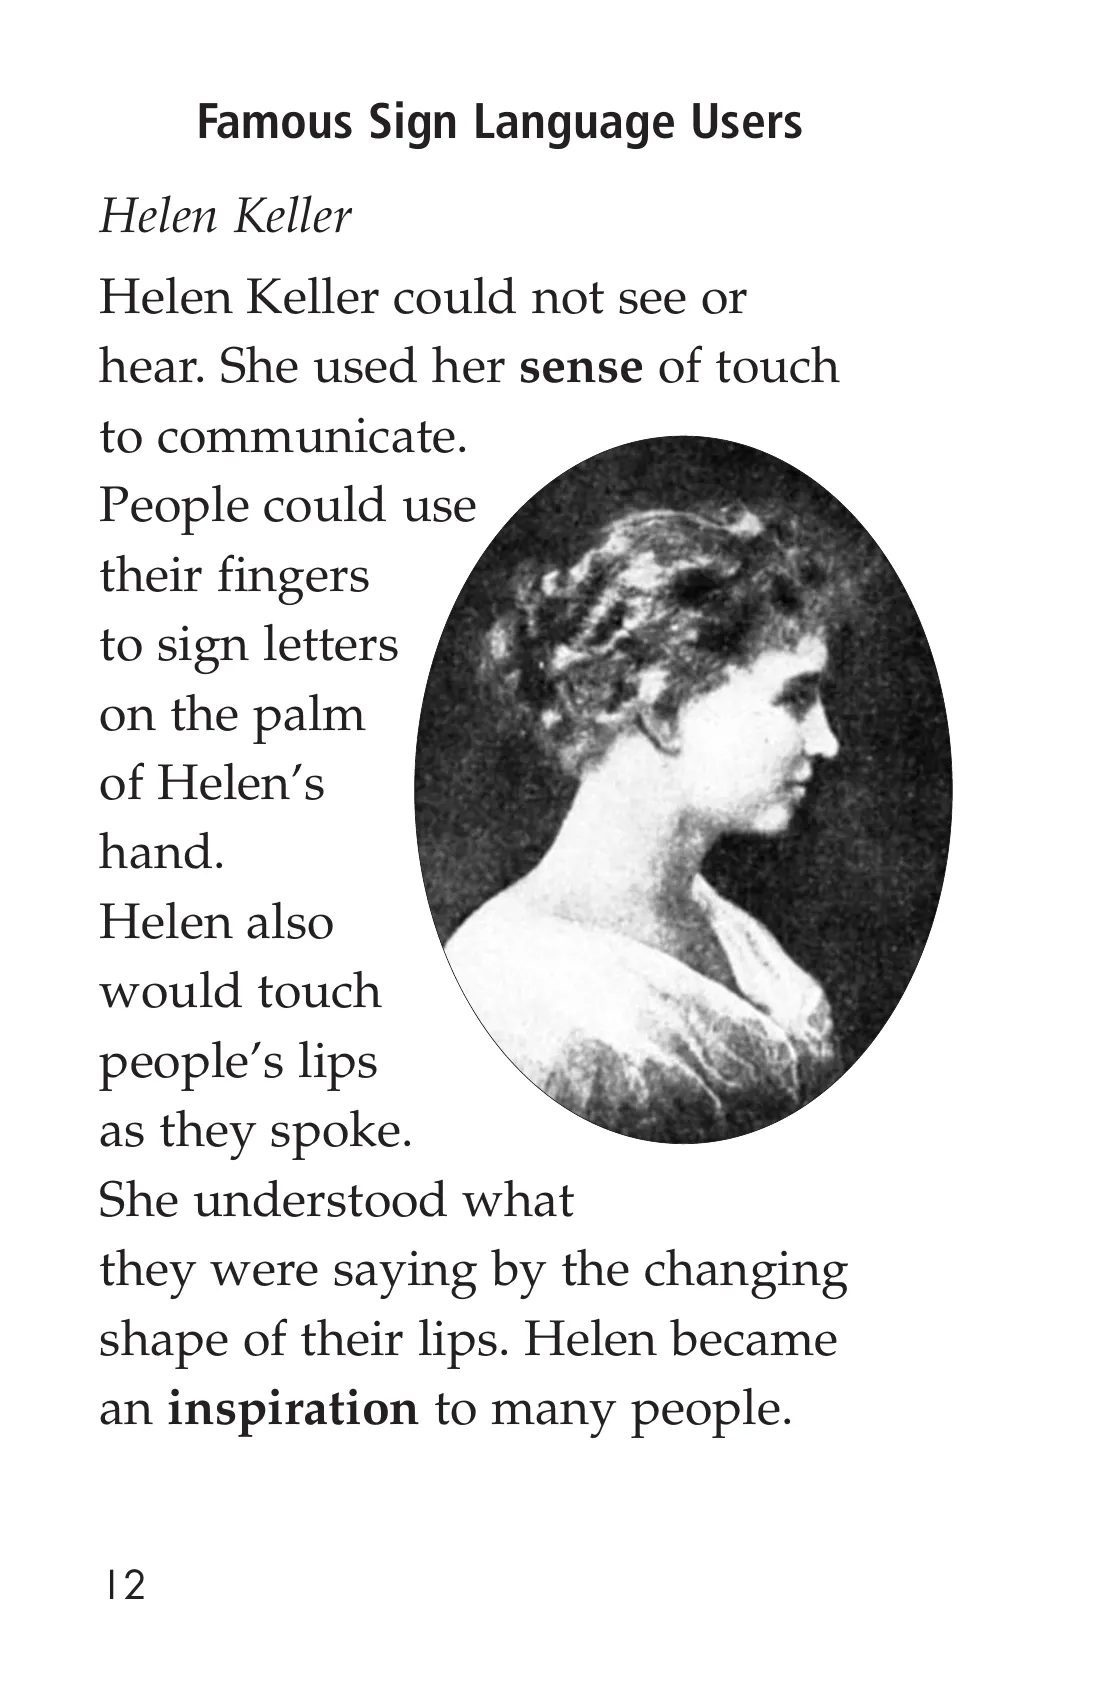 Famous Sign Language Users
Helen Keller
Helen Keller could not see or
hear. She used her sense of touch
to communicate.
People could use
their fingers
to sign letters
on the palm
of Helen’s
hand.
Helen also
would touch
people’s lips
as they spoke.
She understood what
they were saying by the changing
shape of their lips. Helen became
an inspiration to many people.
12